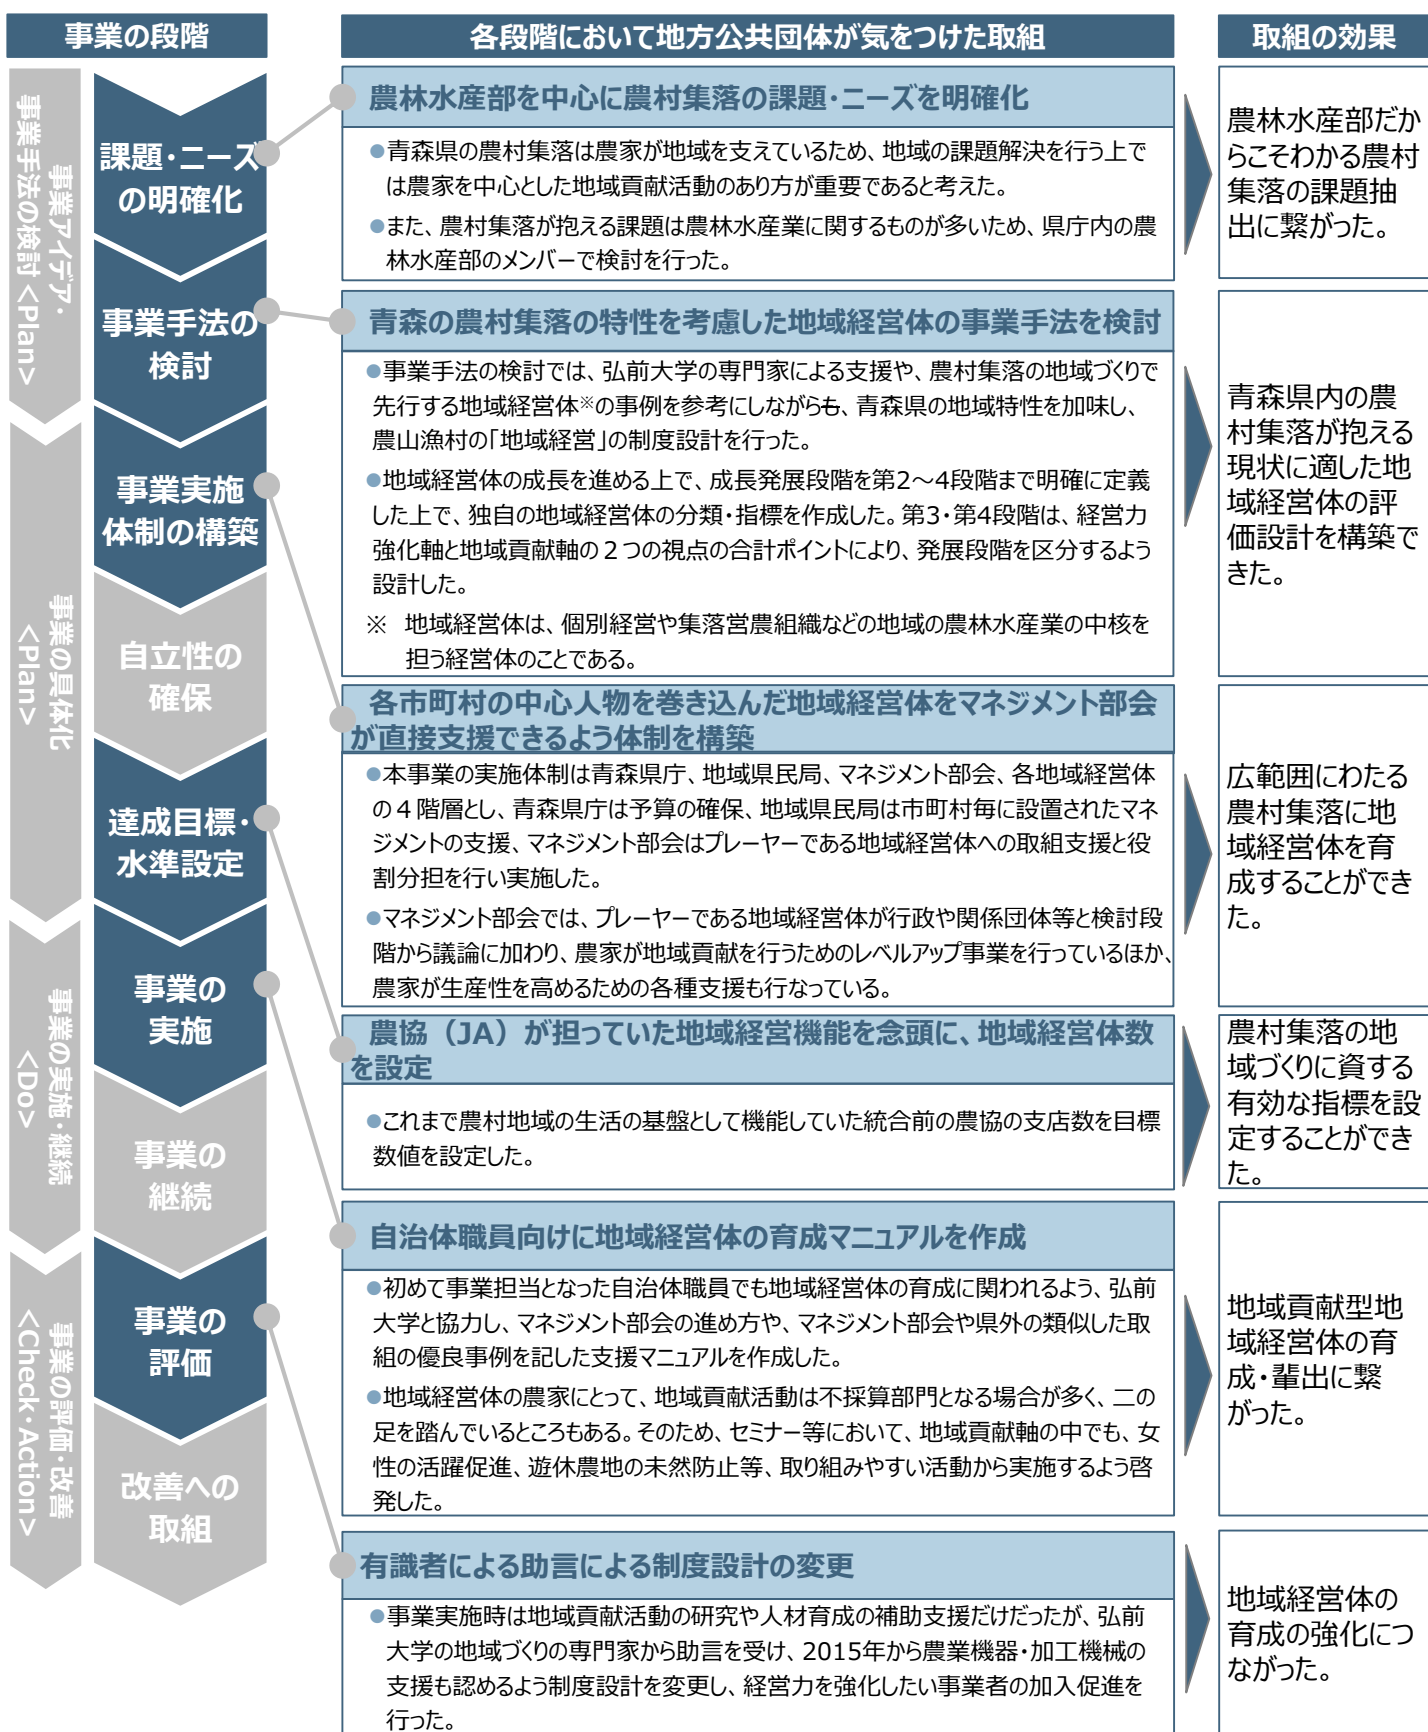 事業の段階
各段階において地方公共団体が気をつけた取組
取組の効果
事業アイデア・
事業手法の検討 <Plan>
事業の具体化
<Plan>
事業の実施・継続
<Do>
事業の評価・改善
<Check・Action>
課題・ニーズ
の明確化
事業手法の
検討
事業実施
体制の構築
自立性の
確保
達成目標・
水準設定
事業の
実施
事業の
継続
事業の
評価
改善への
取組
農林水産部を中心に農村集落の課題・ニーズを明確化
●青森県の農村集落は農家が地域を支えているため、地域の課題解決を行う上で
は農家を中心とした地域貢献活動のあり方が重要であると考えた。
●また、農村集落が抱える課題は農林水産業に関するものが多いため、県庁内の農
林水産部のメンバーで検討を行った。
農林水産部だか
らこそわかる農村
集落の課題抽
出に繋がった。
青森の農村集落の特性を考慮した地域経営体の事業手法を検討
●事業手法の検討では、弘前大学の専門家による支援や、農村集落の地域づくりで
先行する地域経営体※の事例を参考にしながらも、青森県の地域特性を加味し、
農山漁村の「地域経営」の制度設計を行った。
●地域経営体の成長を進める上で、成長発展段階を第2～4段階まで明確に定義
した上で、独自の地域経営体の分類・指標を作成した。第3・第4段階は、経営力
強化軸と地域貢献軸の２つの視点の合計ポイントにより、発展段階を区分するよう
設計した。
※ 地域経営体は、個別経営や集落営農組織などの地域の農林水産業の中核を
担う経営体のことである。
青森県内の農
村集落が抱える
現状に適した地
域経営体の評
価設計を構築で
きた。
各市町村の中心人物を巻き込んだ地域経営体をマネジメント部会
が直接支援できるよう体制を構築
●本事業の実施体制は青森県庁、地域県民局、マネジメント部会、各地域経営体
の４階層とし、青森県庁は予算の確保、地域県民局は市町村毎に設置されたマネ
ジメントの支援、マネジメント部会はプレーヤーである地域経営体への取組支援と役
割分担を行い実施した。
●マネジメント部会では、プレーヤーである地域経営体が行政や関係団体等と検討段
階から議論に加わり、農家が地域貢献を行うためのレベルアップ事業を行っているほか、
農家が生産性を高めるための各種支援も行なっている。
広範囲にわたる
農村集落に地
域経営体を育
成することができ
た。
農協（JA）が担っていた地域経営機能を念頭に、地域経営体数
を設定
●これまで農村地域の生活の基盤として機能していた統合前の農協の支店数を目標
数値を設定した。
農村集落の地
域づくりに資する
有効な指標を設
定することができ
た。
自治体職員向けに地域経営体の育成マニュアルを作成
●初めて事業担当となった自治体職員でも地域経営体の育成に関われるよう、弘前
大学と協力し、マネジメント部会の進め方や、マネジメント部会や県外の類似した取
組の優良事例を記した支援マニュアルを作成した。
●地域経営体の農家にとって、地域貢献活動は不採算部門となる場合が多く、二の
足を踏んでいるところもある。そのため、セミナー等において、地域貢献軸の中でも、女
性の活躍促進、遊休農地の未然防止等、取り組みやすい活動から実施するよう啓
発した。
地域貢献型地
域経営体の育
成・輩出に繋
がった。
有識者による助言による制度設計の変更
●事業実施時は地域貢献活動の研究や人材育成の補助支援だけだったが、弘前
大学の地域づくりの専門家から助言を受け、2015年から農業機器・加工機械の
支援も認めるよう制度設計を変更し、経営力を強化したい事業者の加入促進を
行った。
地域経営体の
育成の強化につ
ながった。